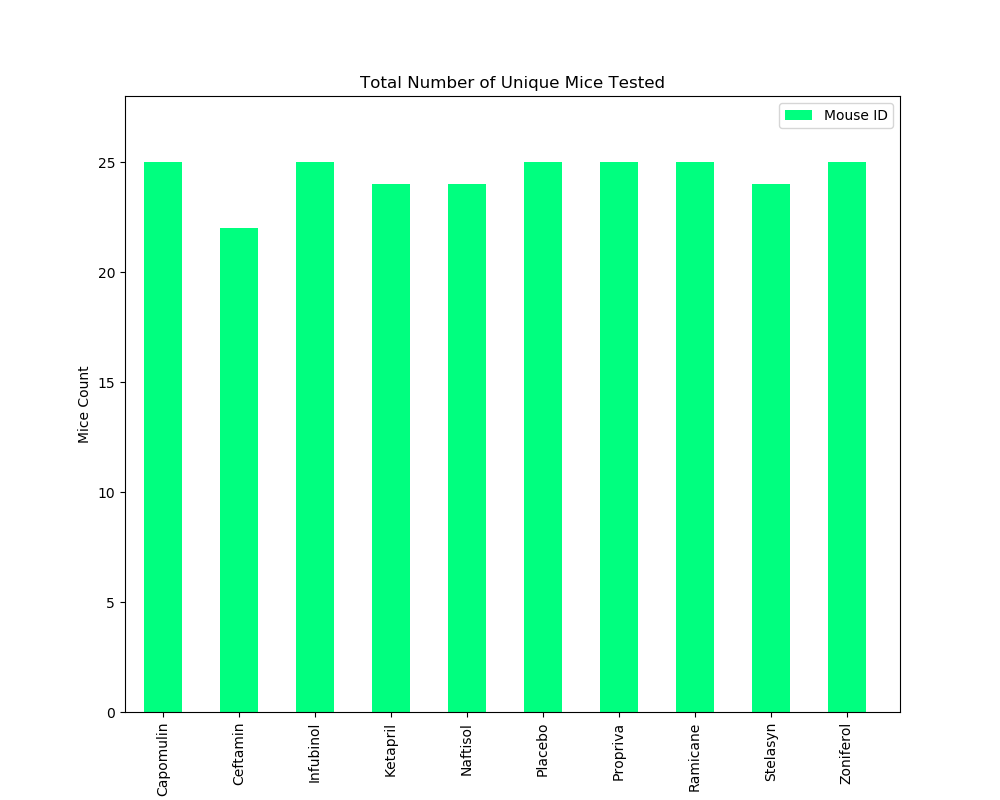 Total Number of Unique Mice Tested
Mouse ID
25
20
15
10
5
0
Mice Count
Capomulin
Ceftamin
Infubinol
Ketapril
Naftisol
Placebo
Propriva
Ramicane
Stelasyn
Zoniferol